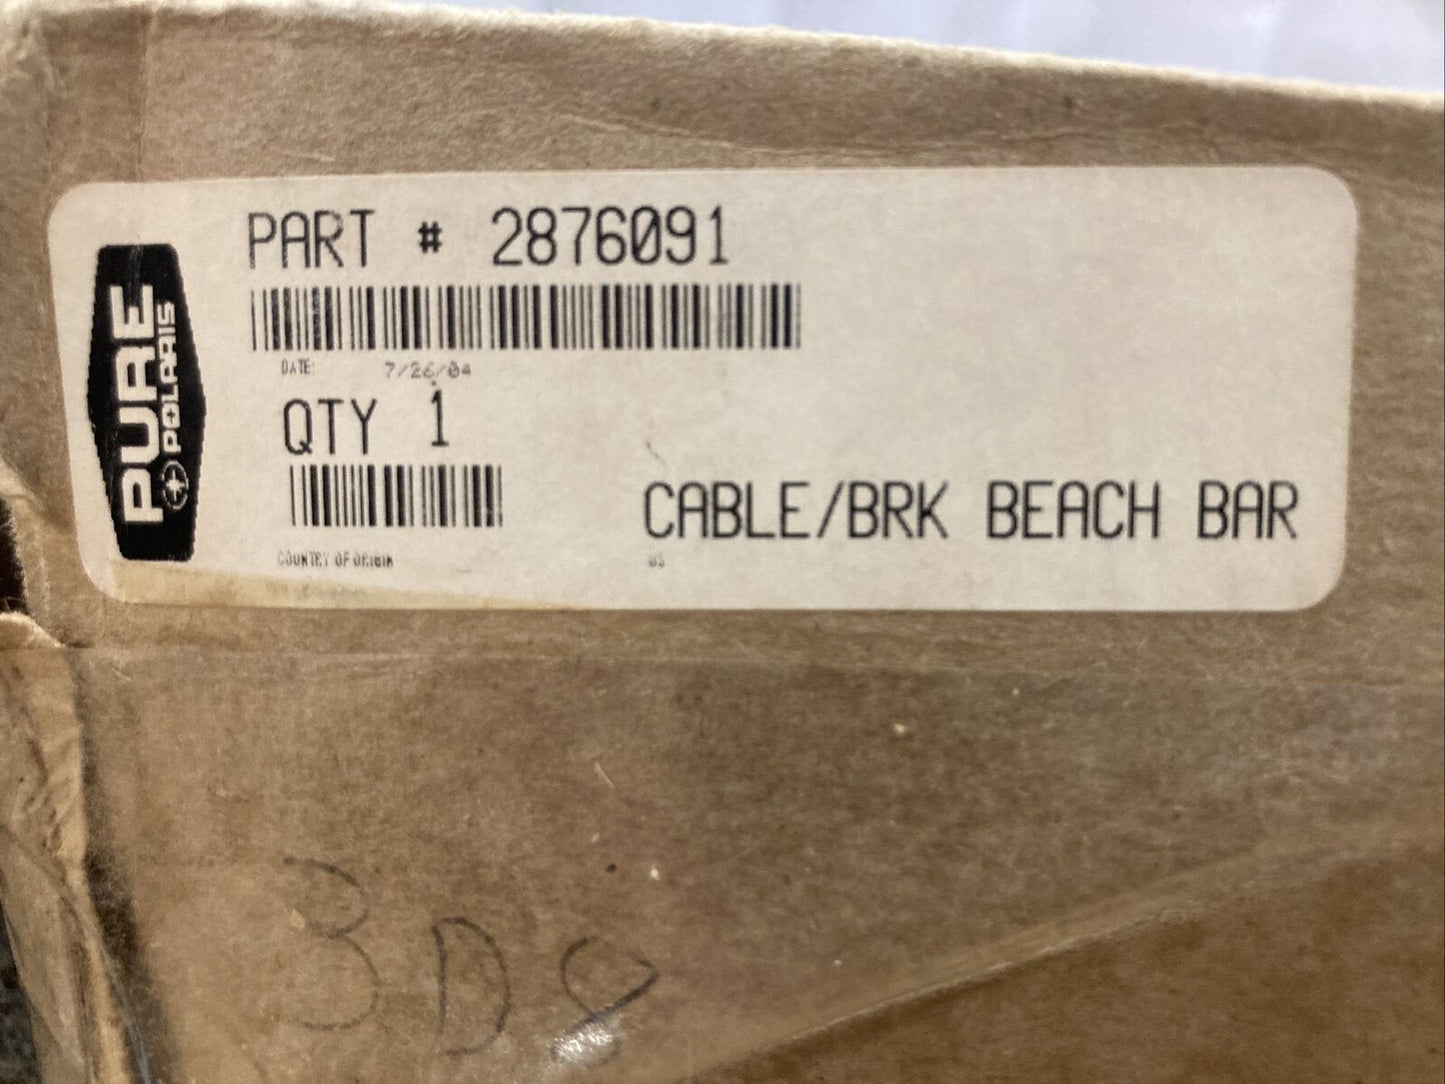 PURE
POLARIS
PART # 2876091
DATE: 7/26/04
QTY 1
CABLE/BRK BEACH BAR
COUNTRY OF ORIGIN US
3D8